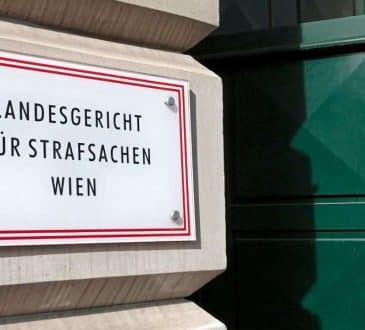 LANDESGERICHT
ÜR STRAFSACHEN
WIEN